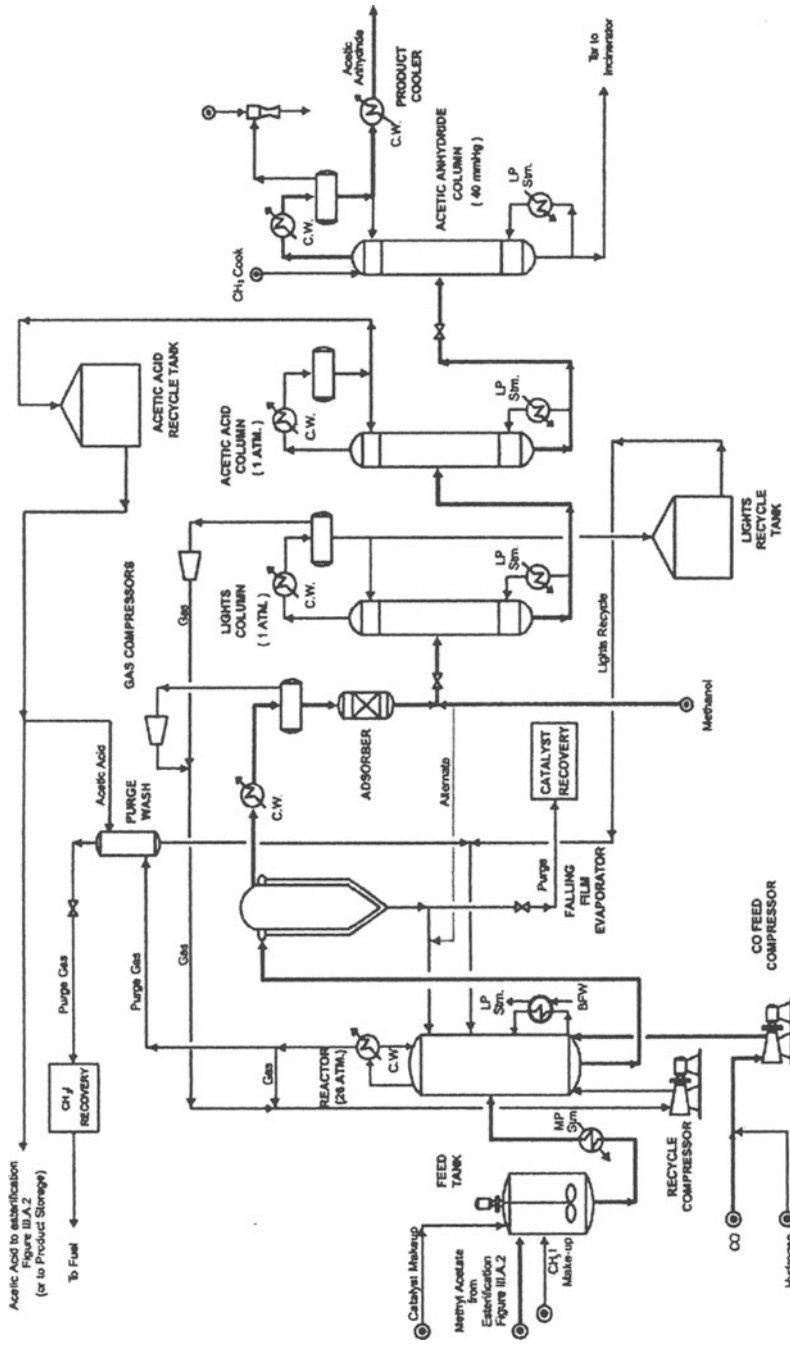 Acetic Acid to esterification
Figure III.A.2
(or to Product Storage)
To Fuel
CH₃I
RECOVERY
Purge Gas
Purge Gas
Gas
PURGE
WASH
Acetic Acid
GAS COMPRESSORS
Gas
ACETIC ACID
RECYCLE TANK
Catalyst Makeup
Methyl Acetate
from
Esterification
Figure III.A.2
CH₃I
Make-up
FEED
TANK
MP
Stm
REACTOR
(26 ATM.)
Gas
C.W
LP
Stm.
BFW
RECYCLE
COMPRESSOR
CO
Hydrogen
CO FEED
COMPRESSOR
FALLING
FILM
EVAPORATOR
Purge
CATALYST
RECOVERY
C.W.
ADSORBER
Alternate
Methanol
LIGHTS
COLUMN
( 1 ATM.)
C.W.
LP
Stm.
Lights Recycle
LIGHTS
RECYCLE
TANK
ACETIC ACID
COLUMN
( 1 ATM.)
C.W.
LP
Stm.
CH₃Cook
C.W.
ACETIC ANHYDRIDE
COLUMN
( 40 mmHg )
LP
Stm.
Acetic
Anhydride
PRODUCT
COOLER
C.W.
Tar to
Incinerator